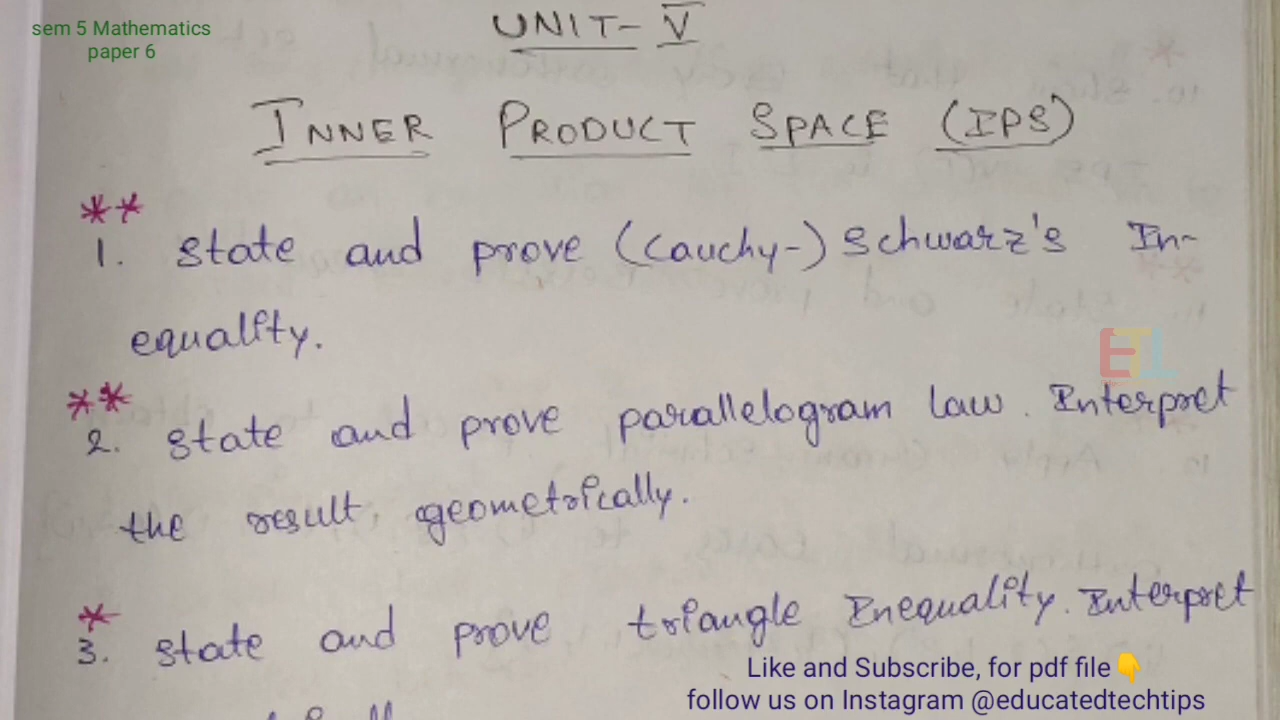 sem 5 Mathematics
paper 6
UNIT- V
INNER PRODUCT SPACE (IPS)
**
1. state and prove (Cauchy-) Schwarz's In-
equality.
**
2. state and prove parallelogram law. Interpret
the result, geometrically.
*
3. state and prove triangle Inequality. Interpret
ETL
Like and Subscribe, for pdf file👇
follow us on Instagram @educatedtechtips